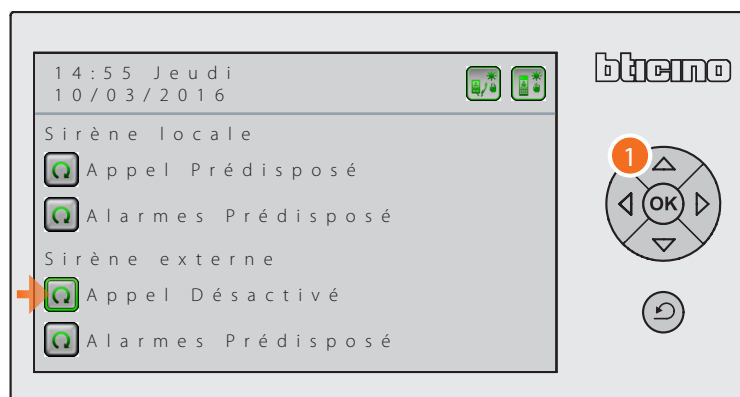 14:55 Jeudi
10/03/2016
bticino
Sirène locale
Appel Prédisposé
Alarmes Prédisposé
Sirène externe
Appel Désactivé
Alarmes Prédisposé
1
OK